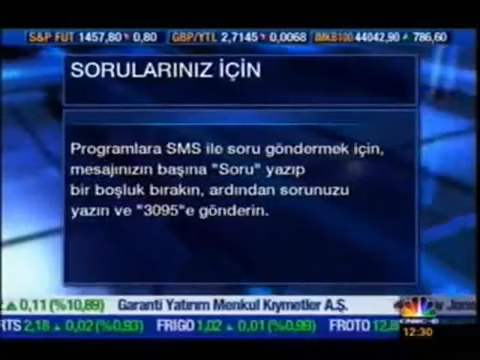 S&P FUT 1457,80 0,80 GBP/YTL 2,7145 0,0068 IMKB100 44042,90 786,60
SORULARINIZ İÇİN
Programlara SMS ile soru göndermek için,
mesajınızın başına "Soru" yazıp
bir boşluk bırakın, ardından sorunuzu
yazın ve "3095"e gönderin.
0,11 (%10,89) Garanti Yatırım Menkul Kıymetler A.Ş.
RTS 2,18 0,02 (%0,93) FRIGO 1,02 0,01 (%0,99) FROTO
CNBC-e
12:30